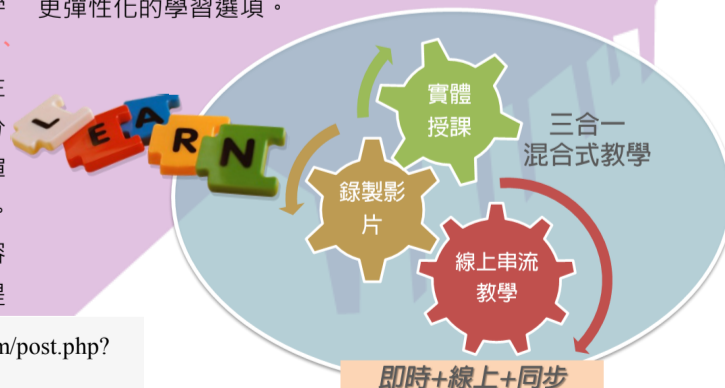 更彈性化的學習選項。
LEARN
實體
授課
三合一
混合式教學
錄製影
片
線上串流
教學
m/post.php?
即時+線上+同步